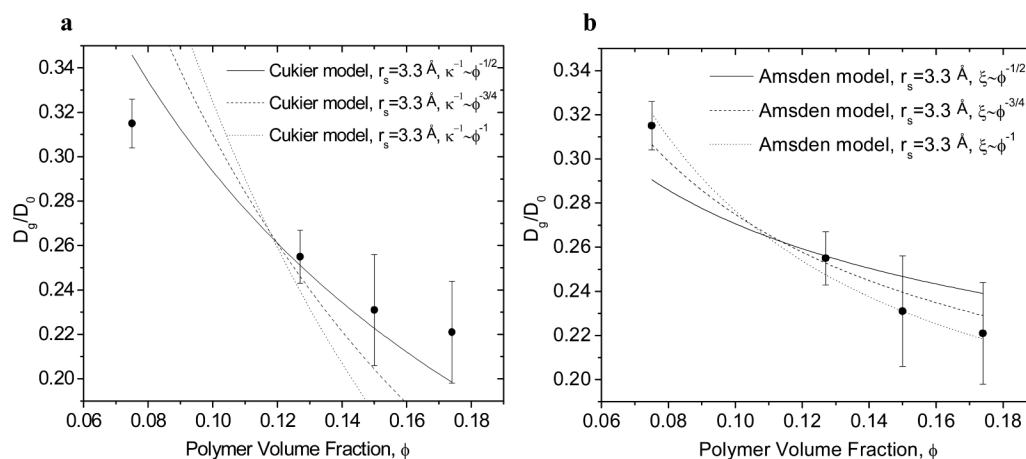 a
0.34
0.32
0.30
0.28
0.26
0.24
0.22
0.20
D_g/D_0
Cukier model, r_s=3.3 Å, κ⁻¹~ϕ^{-1/2}
Cukier model, r_s=3.3 Å, κ⁻¹~ϕ^{-3/4}
Cukier model, r_s=3.3 Å, κ⁻¹~ϕ⁻¹
0.06 0.08 0.10 0.12 0.14 0.16 0.18
Polymer Volume Fraction, ϕ
b
0.34
0.32
0.30
0.28
0.26
0.24
0.22
0.20
D_g/D_0
Amsden model, r_s=3.3 Å, ξ~ϕ^{-1/2}
Amsden model, r_s=3.3 Å, ξ~ϕ^{-3/4}
Amsden model, r_s=3.3 Å, ξ~ϕ⁻¹
0.06 0.08 0.10 0.12 0.14 0.16 0.18
Polymer Volume Fraction, ϕ